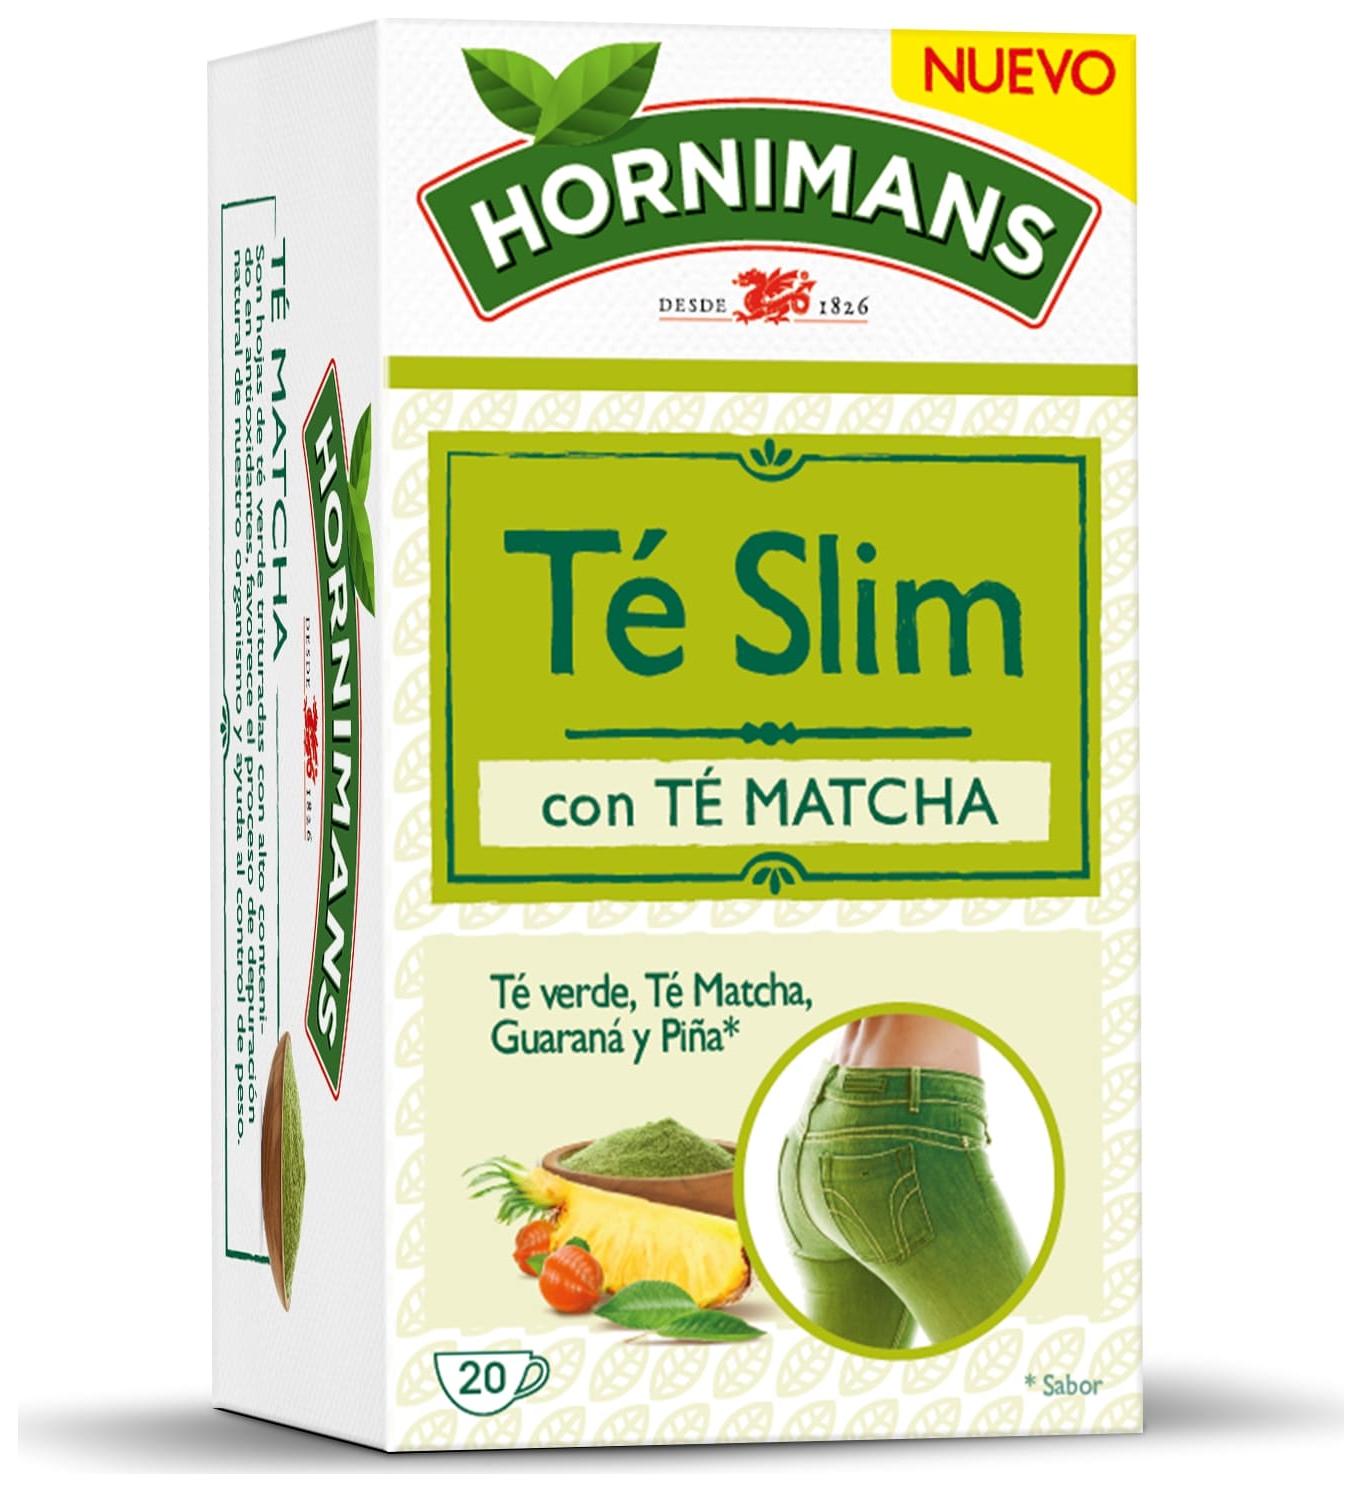 NUEVO
HORNIMANS
DESDE 1826
Té Slim
con TÉ MATCHA
Té verde, Té Matcha,
Guaraná y Piña*
20
* Sabor
HORNIMANS
DESDE 1826
TÉ MATCHA
Son hojas de té verde trituradas con alto conteni-
do en antioxidantes, favorece el proceso de depuración
natural de nuestro organismo y ayuda al control de peso.